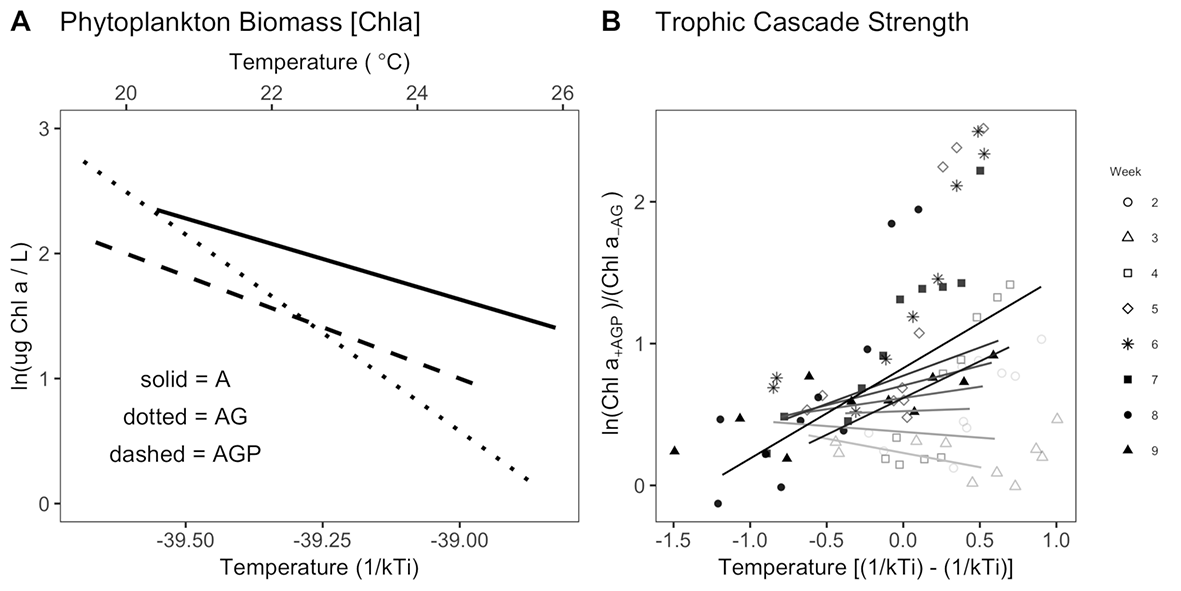 A Phytoplankton Biomass [Chla]
Temperature ( °C)
20 22 24 26
3
2
1
0
ln(ug Chl a / L)
solid = A
dotted = AG
dashed = AGP
-39.50 -39.25 -39.00
Temperature (1/kTi)
B Trophic Cascade Strength
2
1
0
ln(Chl a+AGP )/(Chl a−AG )
-1.5 -1.0 -0.5 0.0 0.5 1.0
Temperature [(1/kTi) - (1/kTi)]
Week
2
3
4
5
6
7
8
9